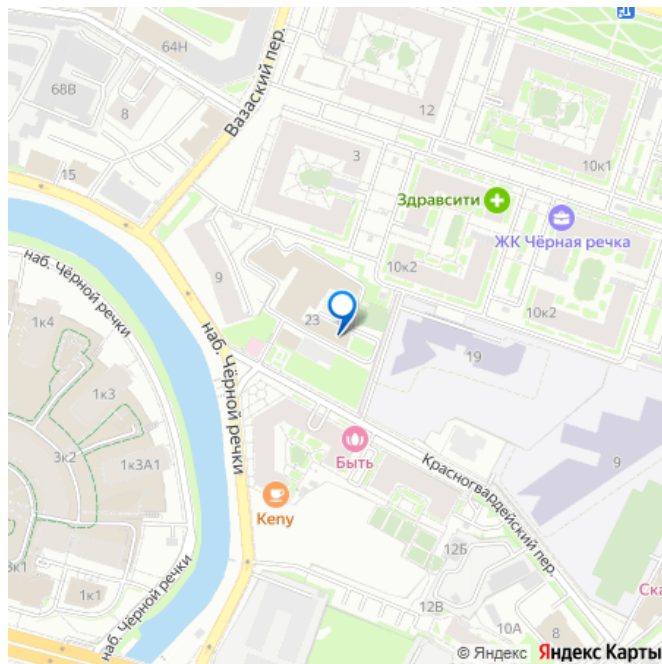 64Н
68В
8
Вазаский пер.
12
3
10к1
15
Здравсити
ЖК Чёрная речка
10к2
10к2
наб. Чёрной речки
9
23
1к4
19
наб. Чёрной речки
1к3
3к2
1к3А1
Быть
Красногвардейский пер.
9
Keny
12Б
3к1
1к1
наб. Чёрной речки
12В
10А
8
Ска
© Яндекс Яндекс Карты